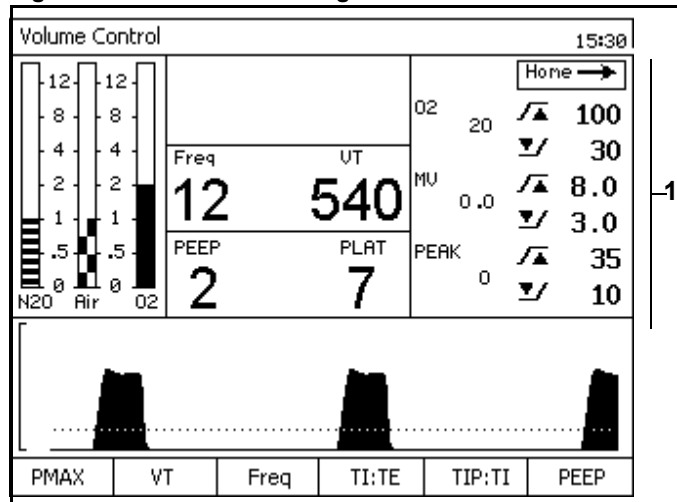 Volume Control 15:30
Home
12 12
8 8
4 4
2 2
1 1
.5 .5
0 0
N2O Air O2
Freq VT
12 540
PEEP PLAT
2 7
O2 20 100
30
MV 0.0 8.0
3.0
PEAK 0 35
10
1
PMAX VT Freq TI:TE TIP:TI PEEP